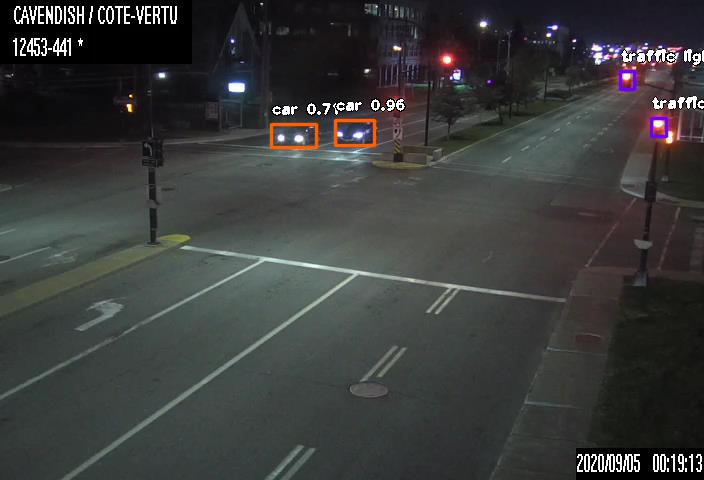 CAVENDISH / COTE-VERTU
12453-441 *
traffic lig
traffic
car 0.7
car 0.96
2020/09/05 00:19:13